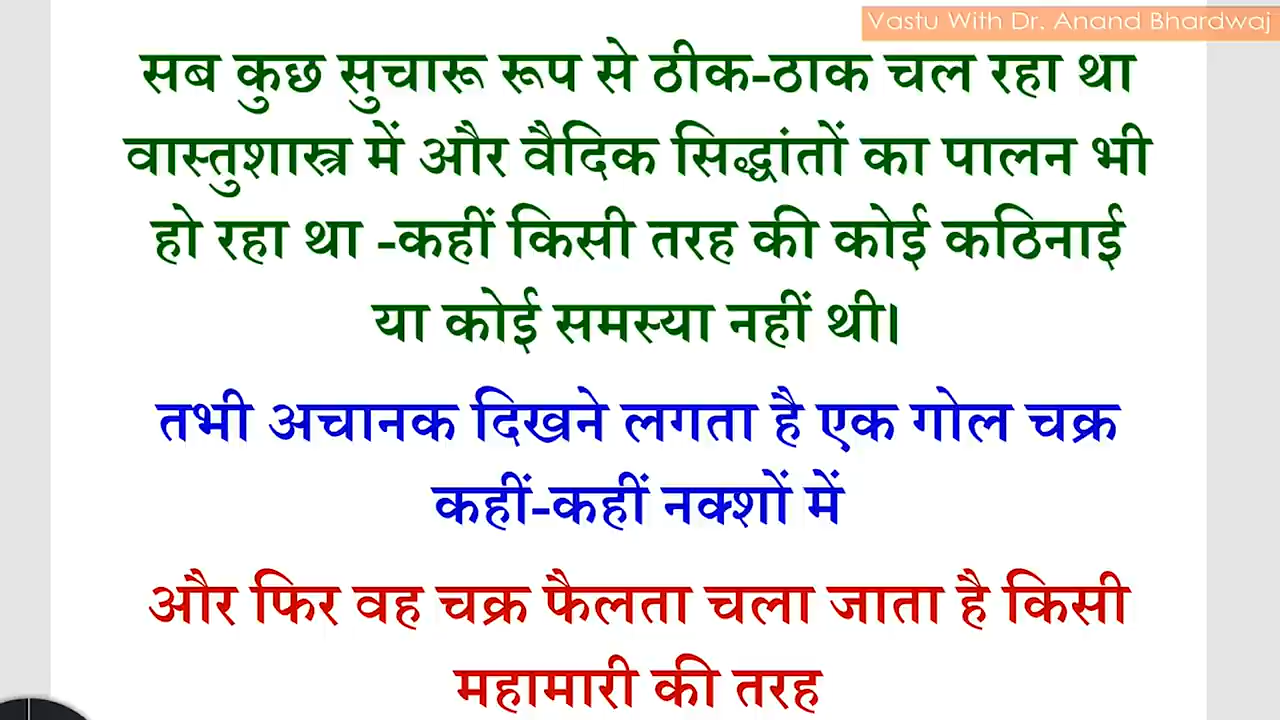 Vastu With Dr. Anand Bhardwaj
सब कुछ सुचारू रूप से ठीक-ठाक चल रहा था
वास्तुशास्त्र में और वैदिक सिद्धांतों का पालन भी
हो रहा था -कहीं किसी तरह की कोई कठिनाई
या कोई समस्या नहीं थी।
तभी अचानक दिखने लगता है एक गोल चक्र
कहीं-कहीं नक्शों में
और फिर वह चक्र फैलता चला जाता है किसी
महामारी की तरह